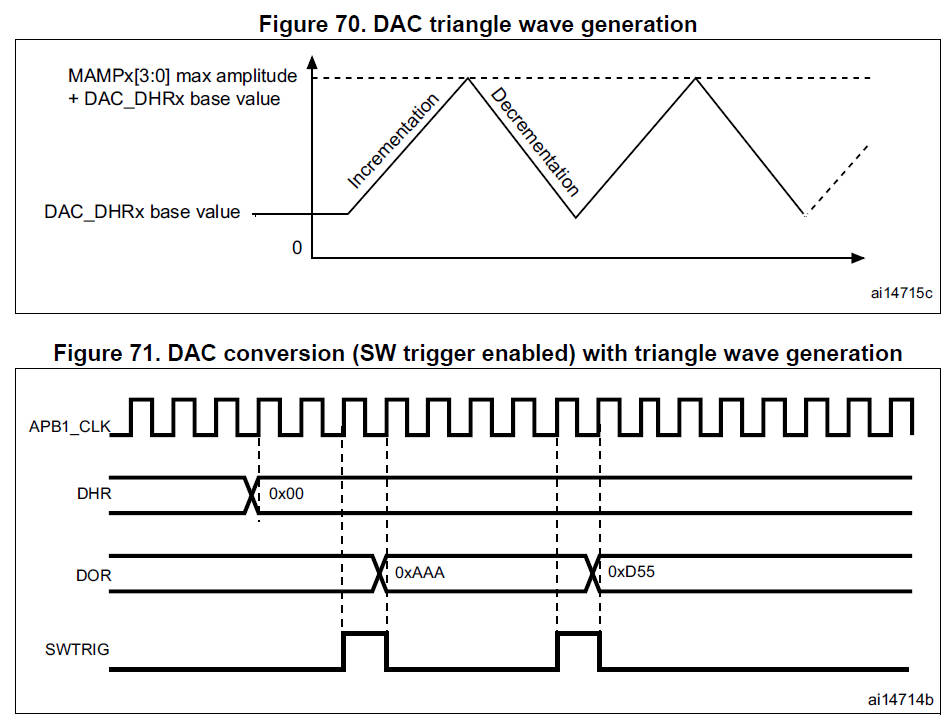 Figure 70. DAC triangle wave generation
MAMPx[3:0] max amplitude
+ DAC_DHRx base value
Incrementation
Decrementation
DAC_DHRx base value
0
ai14715c
Figure 71. DAC conversion (SW trigger enabled) with triangle wave generation
APB1_CLK
DHR
0x00
DOR
0xAAA
0xD55
SWTRIG
ai14714b